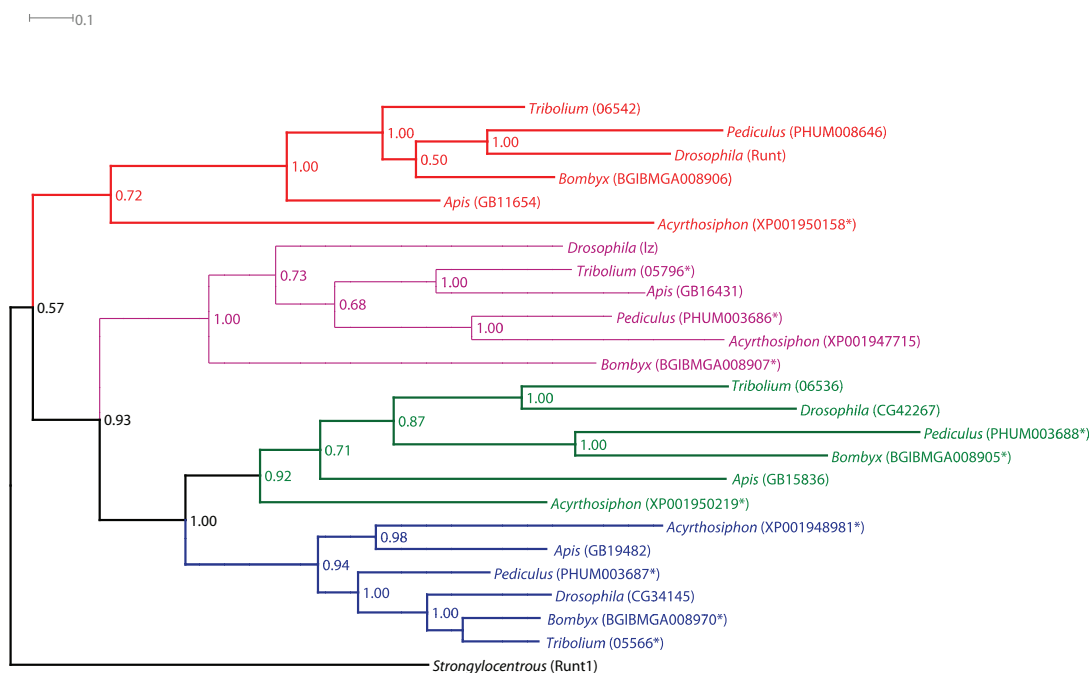 0.1
Tribolium (06542)
1.00
Pediculus (PHUM008646)
1.00
Drosophila (Runt)
0.50
1.00
Bombyx (BGIBMGA008906)
0.72
Apis (GB11654)
Acyrthosiphon (XP001950158*)
Drosophila (lz)
0.73
Tribolium (05796*)
1.00
Apis (GB16431)
0.68
0.57
1.00
Pediculus (PHUM003686*)
1.00
Acyrthosiphon (XP001947715)
Bombyx (BGIBMGA008907*)
Tribolium (06536)
1.00
Drosophila (CG42267)
0.93
0.87
Pediculus (PHUM003688*)
1.00
0.71
Bombyx (BGIBMGA008905*)
0.92
Apis (GB15836)
Acyrthosiphon (XP001950219*)
1.00
Acyrthosiphon (XP001948981*)
0.98
Apis (GB19482)
0.94
Pediculus (PHUM003687*)
1.00
Drosophila (CG34145)
1.00
Bombyx (BGIBMGA008970*)
Tribolium (05566*)
Strongylocentrous (Runt1)